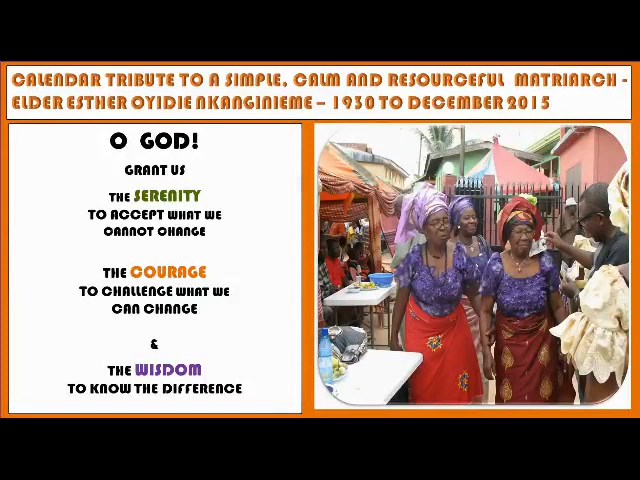 CALENDAR TRIBUTE TO A SIMPLE, CALM AND RESOURCEFUL MATRIARCH -
ELDER ESTHER OYIDIE NKANGINIEME – 1930 TO DECEMBER 2015
O GOD!
GRANT US
THE SERENITY
TO ACCEPT WHAT WE
CANNOT CHANGE
THE COURAGE
TO CHALLENGE WHAT WE
CAN CHANGE
&
THE WISDOM
TO KNOW THE DIFFERENCE